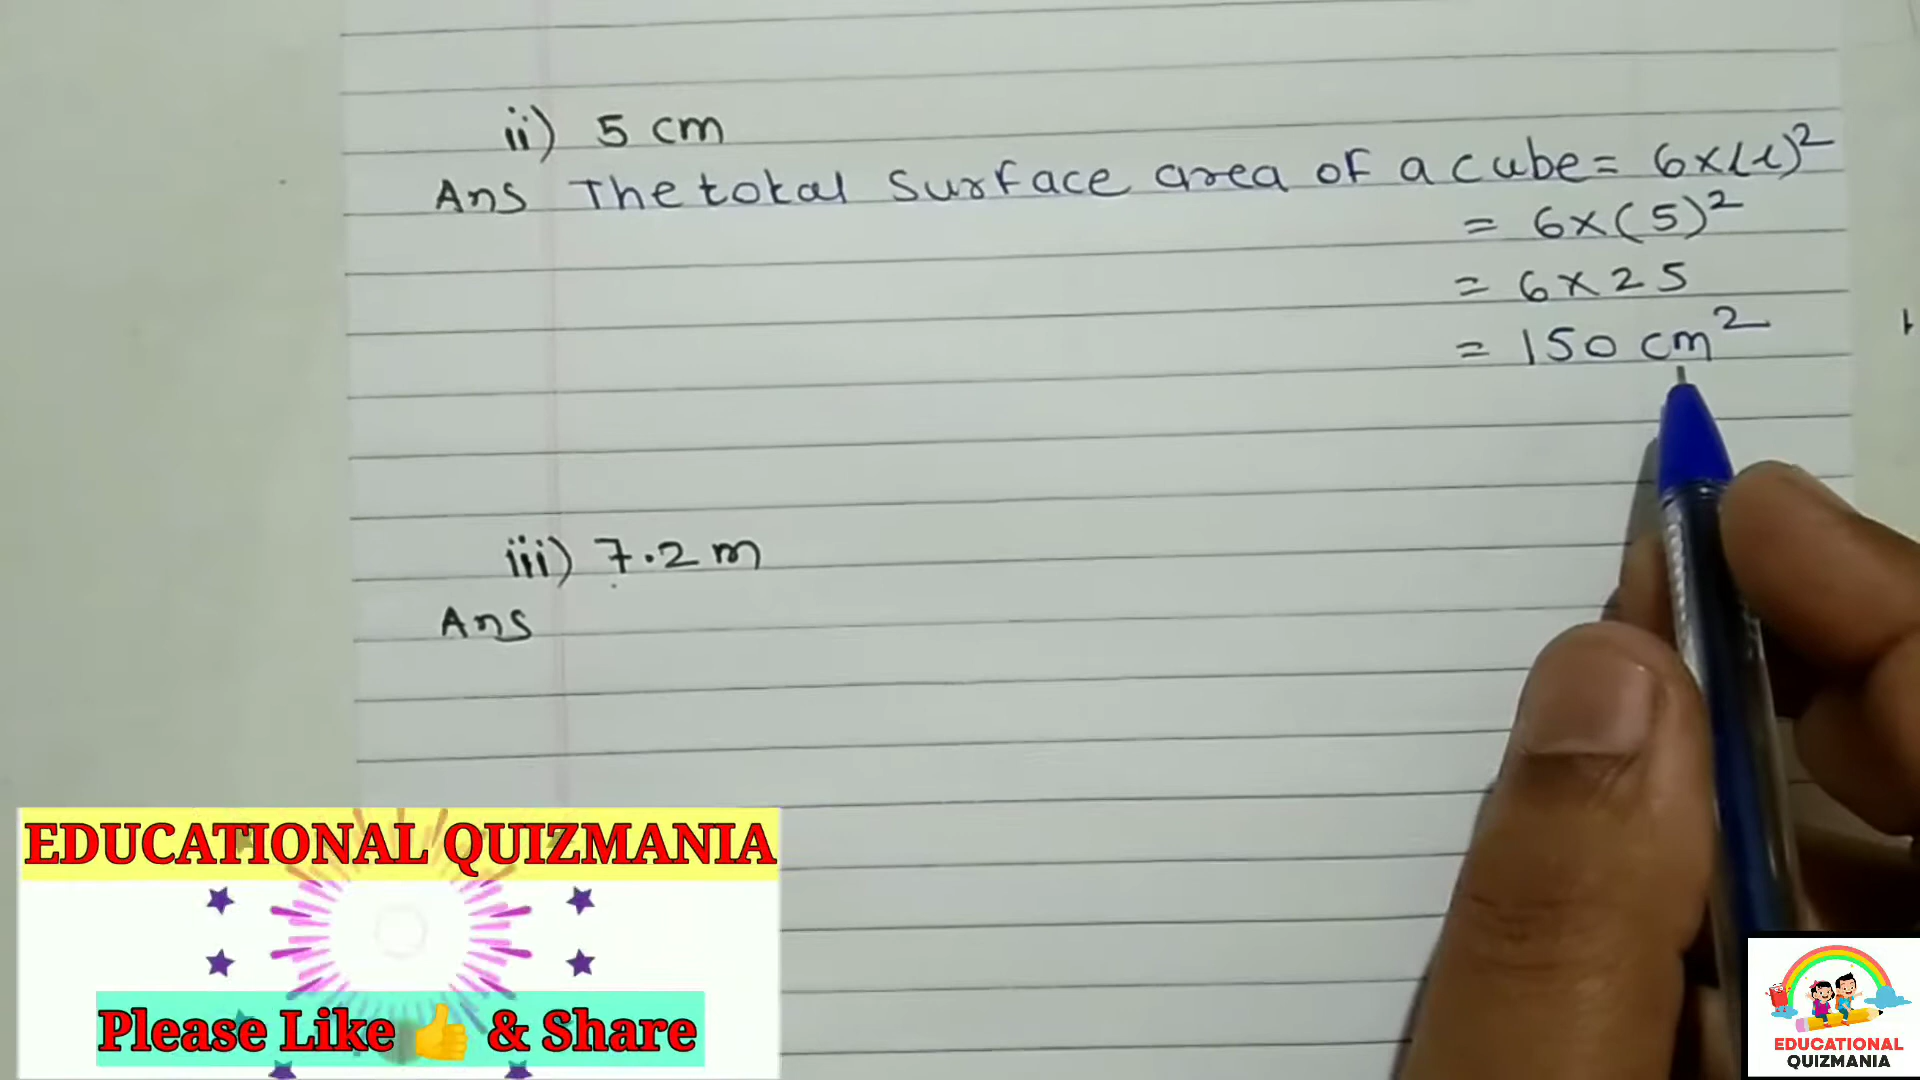 ii) 5 cm
Ans The total surface area of a cube = 6×(l)²
= 6×(5)²
= 6×25
= 150 cm²
iii) 7.2 m
Ans
EDUCATIONAL QUIZMANIA
Please Like 👍 & Share
EDUCATIONAL
QUIZMANIA